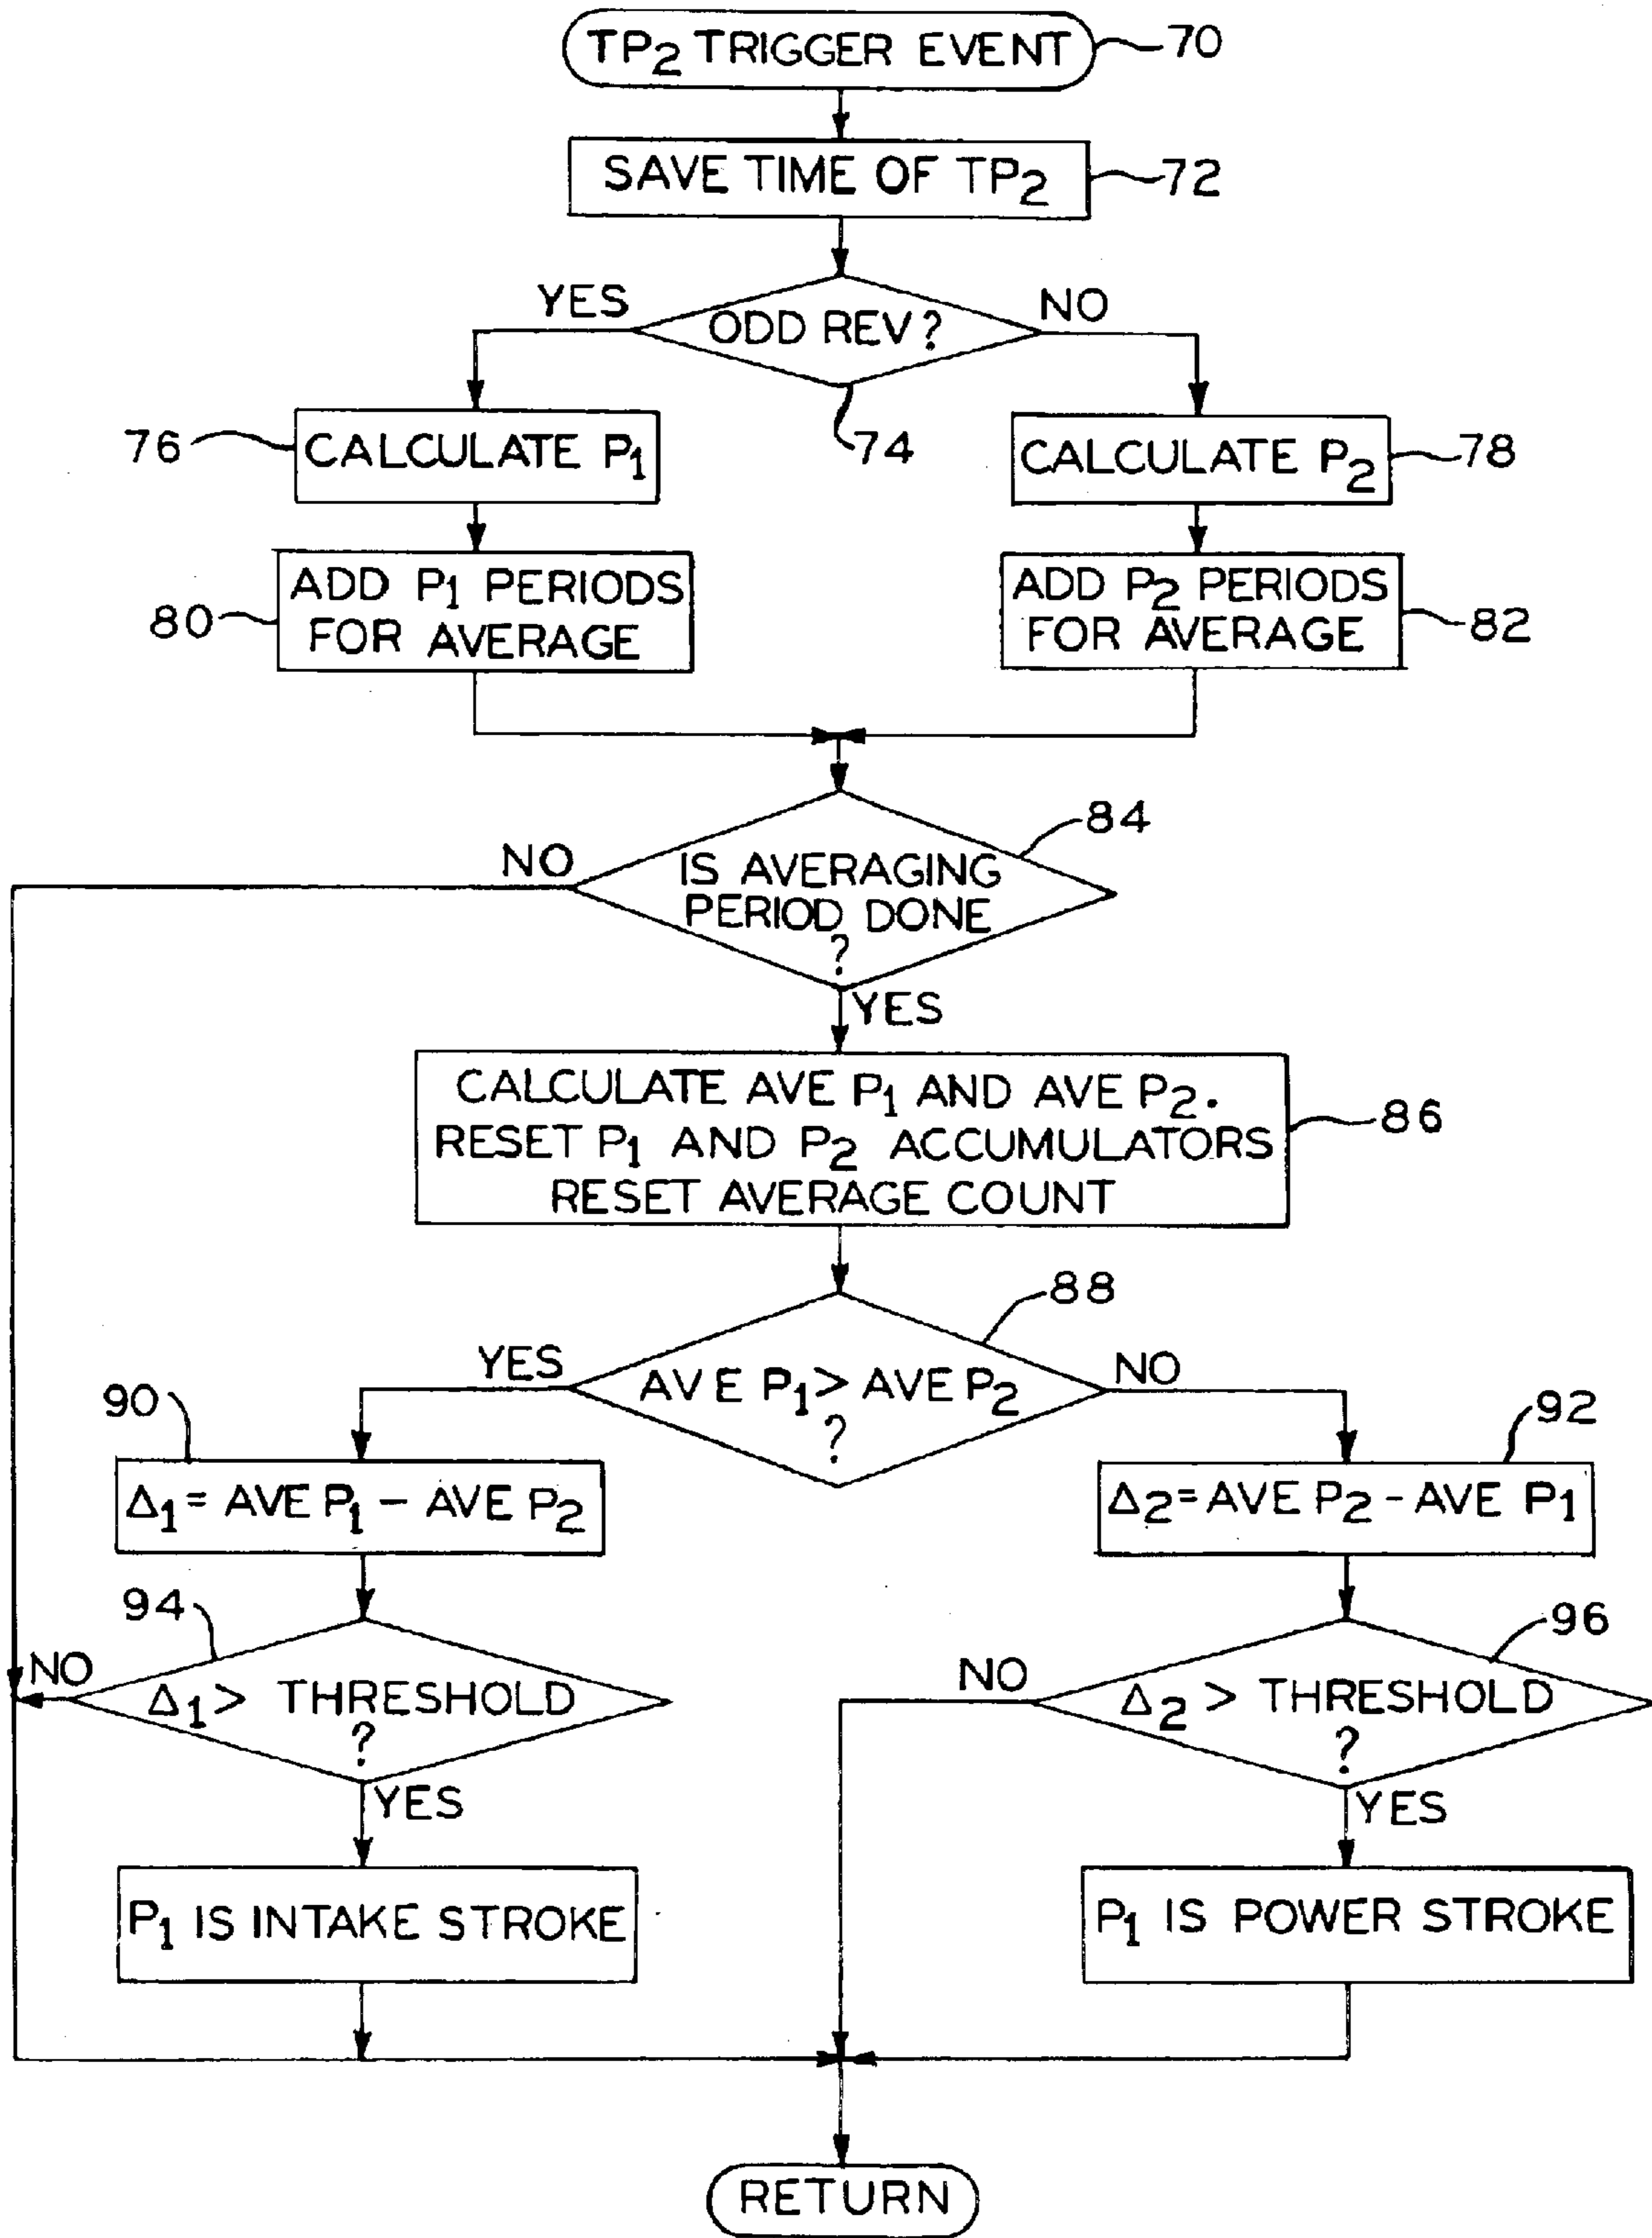 TP2 TRIGGER EVENT
70
SAVE TIME OF TP2
72
YES
ODD REV?
NO
74
76
CALCULATE P1
CALCULATE P2
78
80
ADD P1 PERIODS
FOR AVERAGE
ADD P2 PERIODS
FOR AVERAGE
82
84
NO
IS AVERAGING
PERIOD DONE
?
YES
CALCULATE AVE P1 AND AVE P2.
RESET P1 AND P2 ACCUMULATORS
RESET AVERAGE COUNT
86
88
YES
AVE P1 > AVE P2
?
NO
90
Δ1 = AVE P1 - AVE P2
92
Δ2 = AVE P2 - AVE P1
94
NO
Δ1 > THRESHOLD
?
YES
96
NO
Δ2 > THRESHOLD
?
YES
P1 IS INTAKE STROKE
P1 IS POWER STROKE
RETURN